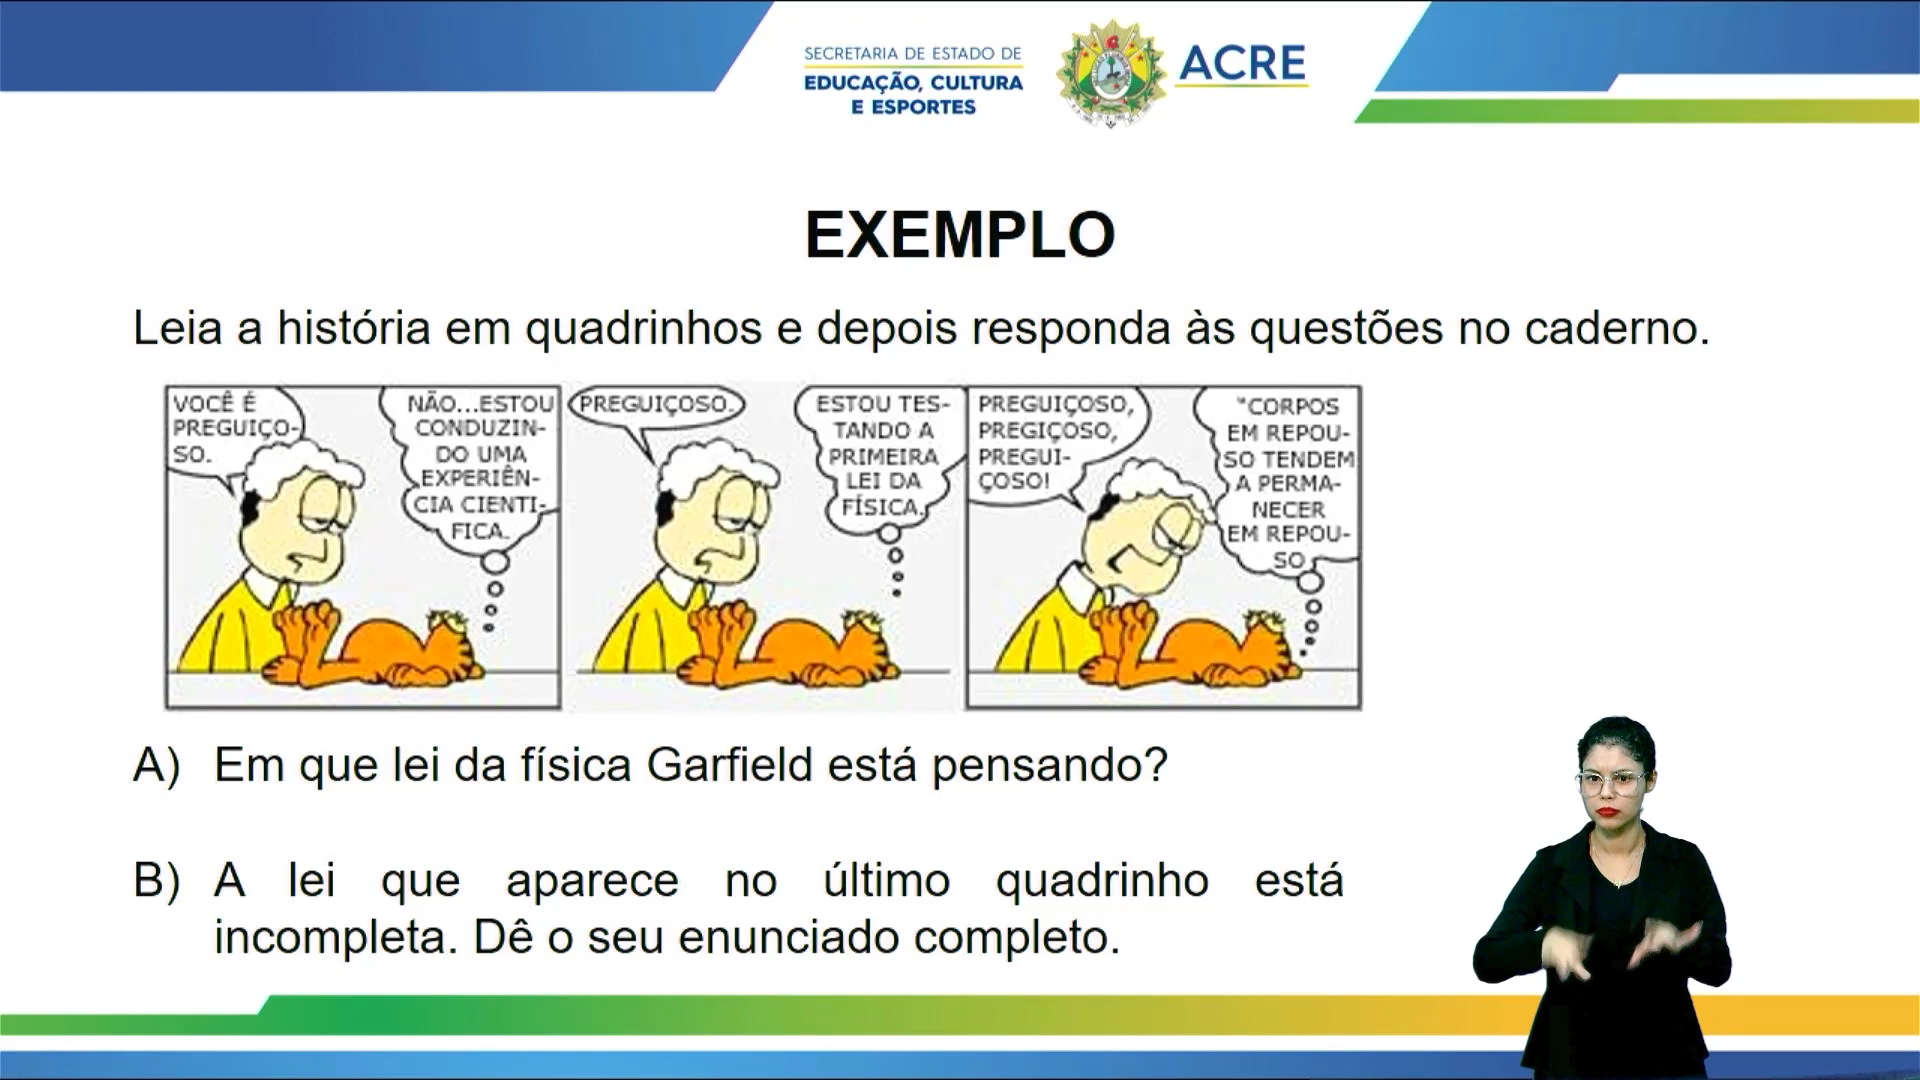 SECRETARIA DE ESTADO DE
EDUCAÇÃO, CULTURA
E ESPORTES
ACRE
EXEMPLO
Leia a história em quadrinhos e depois responda às questões no caderno.
VOCÊ É
PREGUIÇO-
SO.
NÃO...ESTOU
CONDUZIN-
DO UMA
EXPERIÊN-
CIA CIENTI-
FICA.
PREGUIÇOSO.
ESTOU TES-
TANDO A
PRIMEIRA
LEI DA
FÍSICA.
PREGUIÇOSO,
PREGIÇOSO,
PREGUI-
ÇOSO!
"CORPOS
EM REPOU-
SO TENDEM
A PERMA-
NECER
EM REPOU-
SO
A) Em que lei da física Garfield está pensando?
B) A lei que aparece no último quadrinho está
incompleta. Dê o seu enunciado completo.